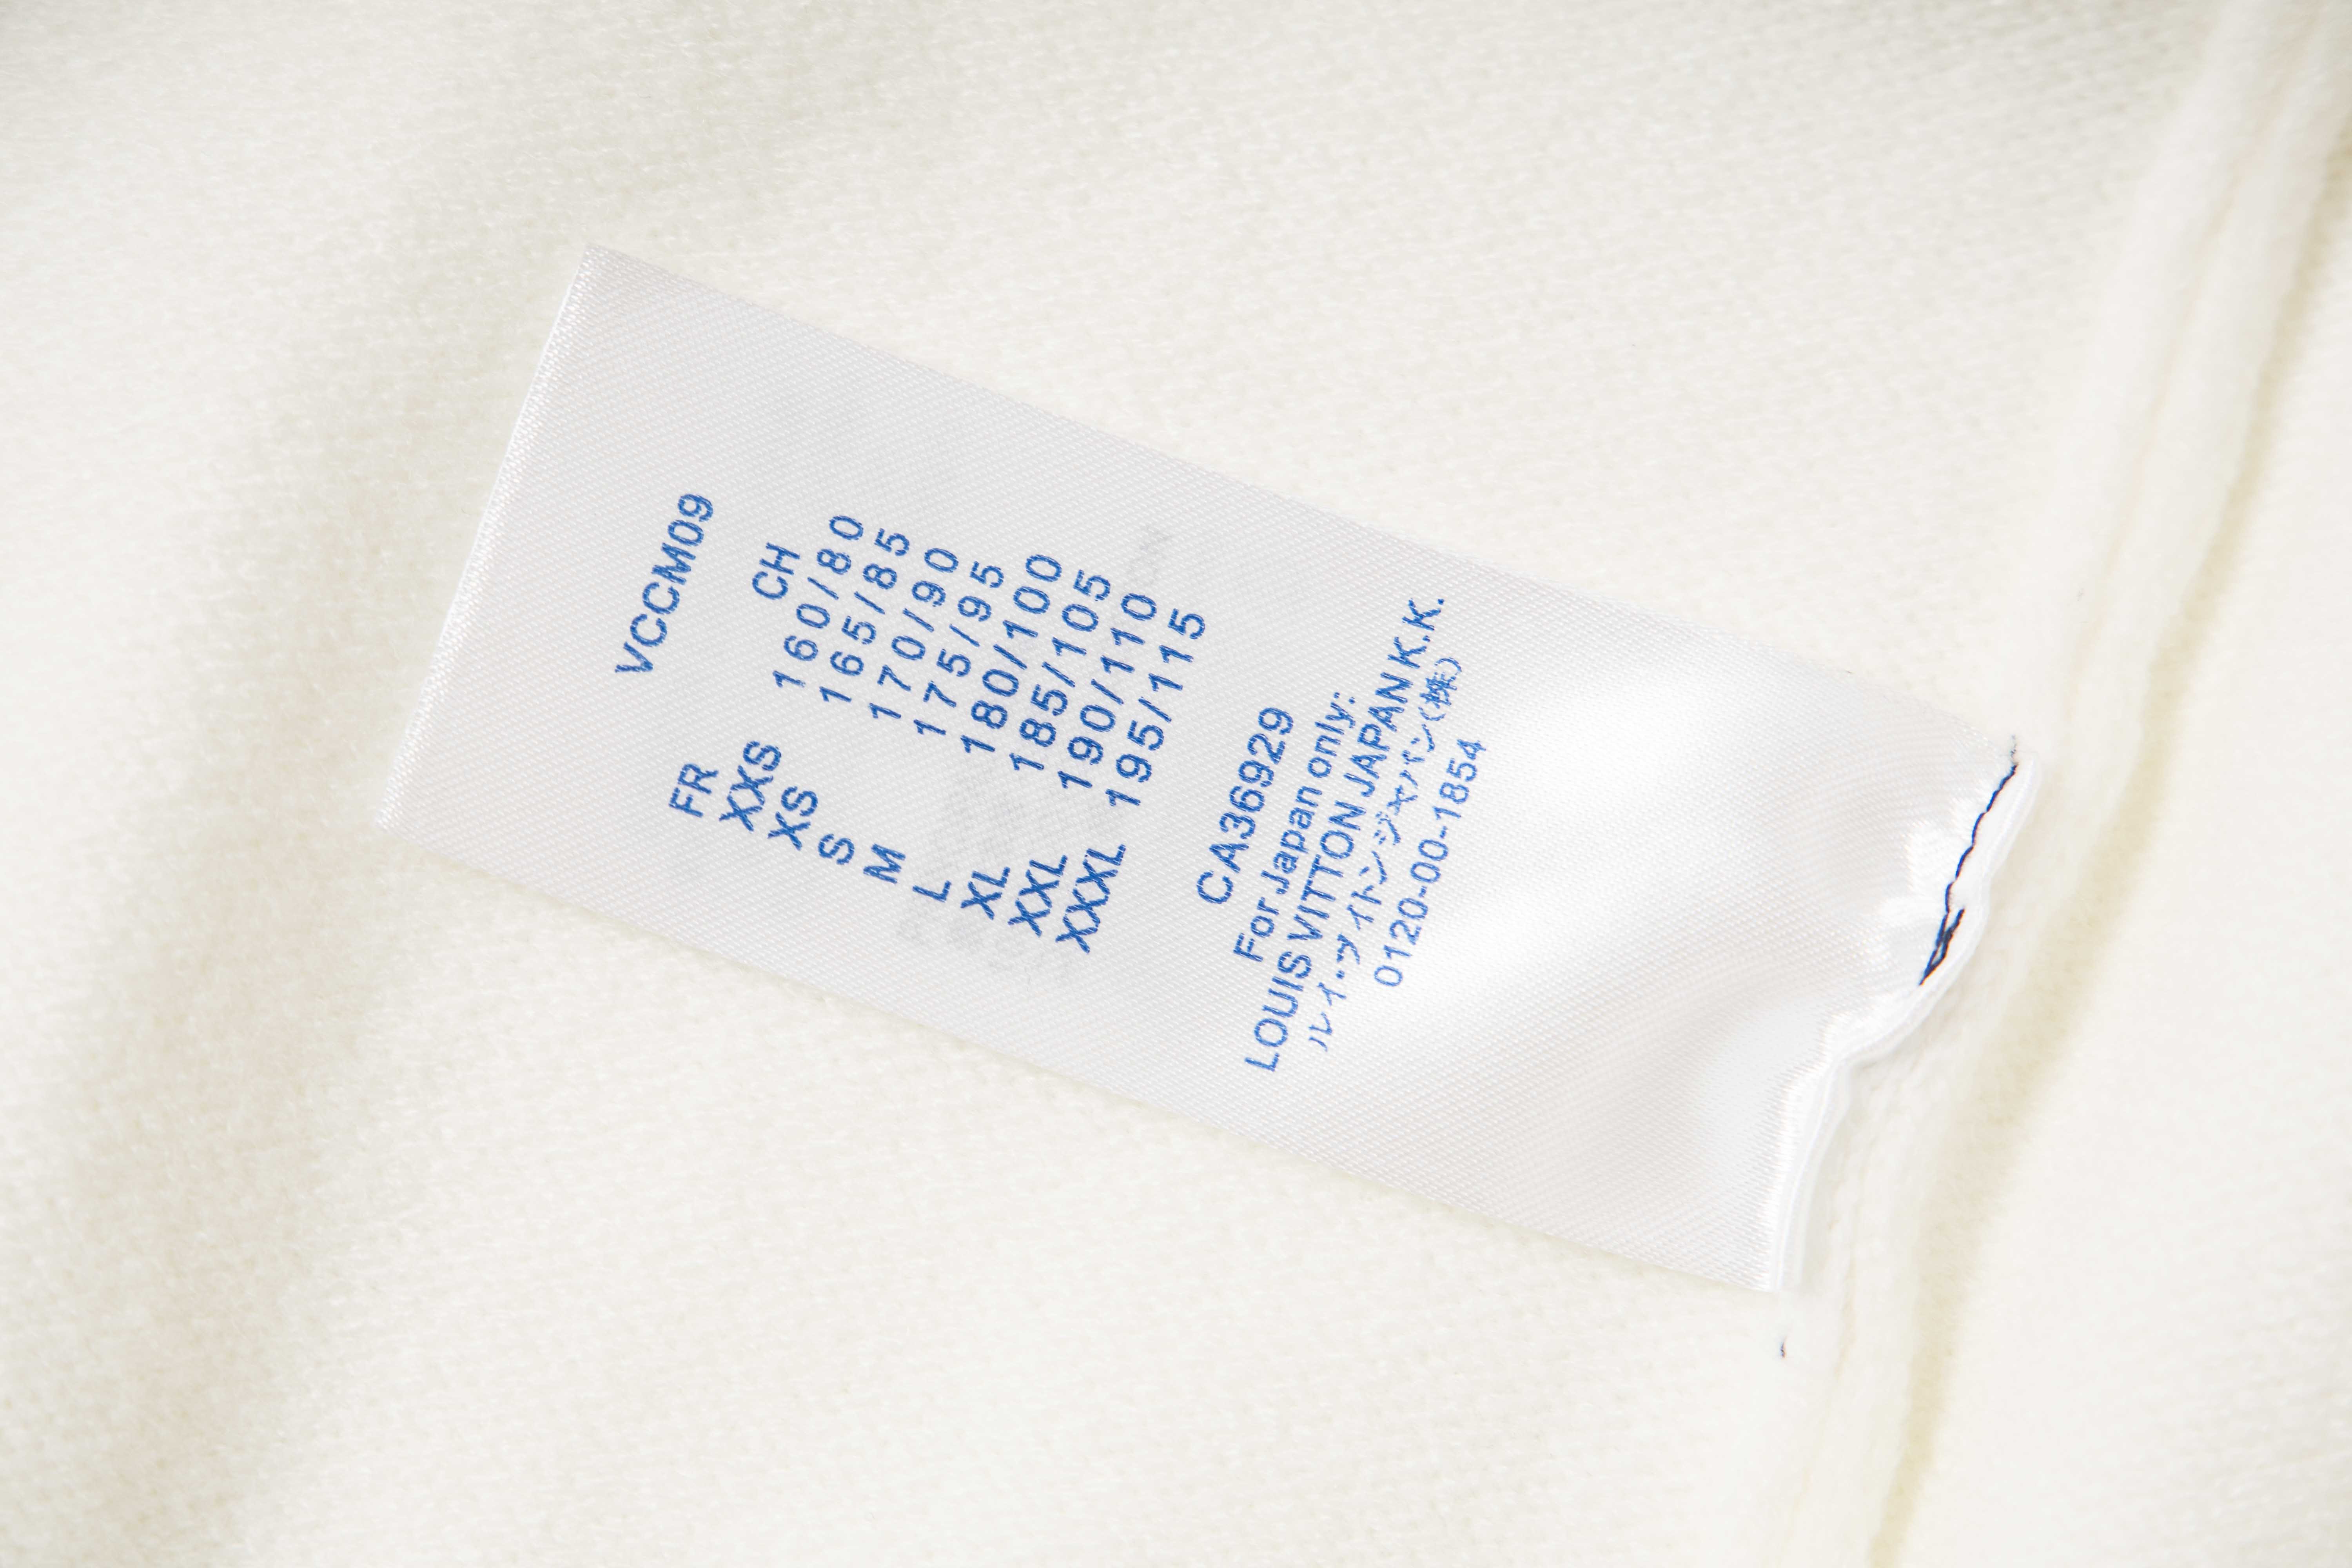 VCCM09
FR CH
XXS 160/80
XS 165/85
S 170/90
M 175/95
L 180/100
XL 185/105
XXL 190/110
XXXL 195/115
CA36929
For Japan only:
LOUIS VITTON JAPAN K.K.
ルイ・ヴィトンジャパン(株)
0120-00-1854